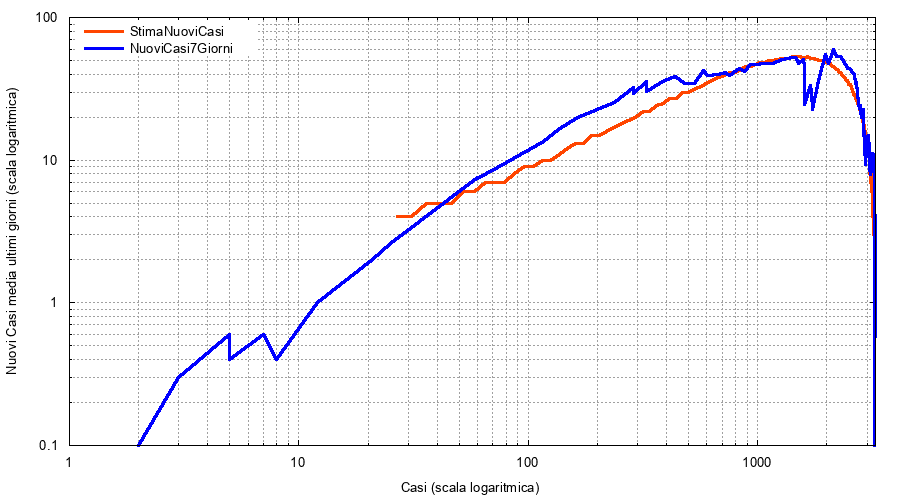 100
10
1
0.1
1
10
100
1000
StimaNuoviCasi
NuoviCasi7Giorni
Nuovi Casi media ultimi giorni (scala logaritmica)
Casi (scala logaritmica)